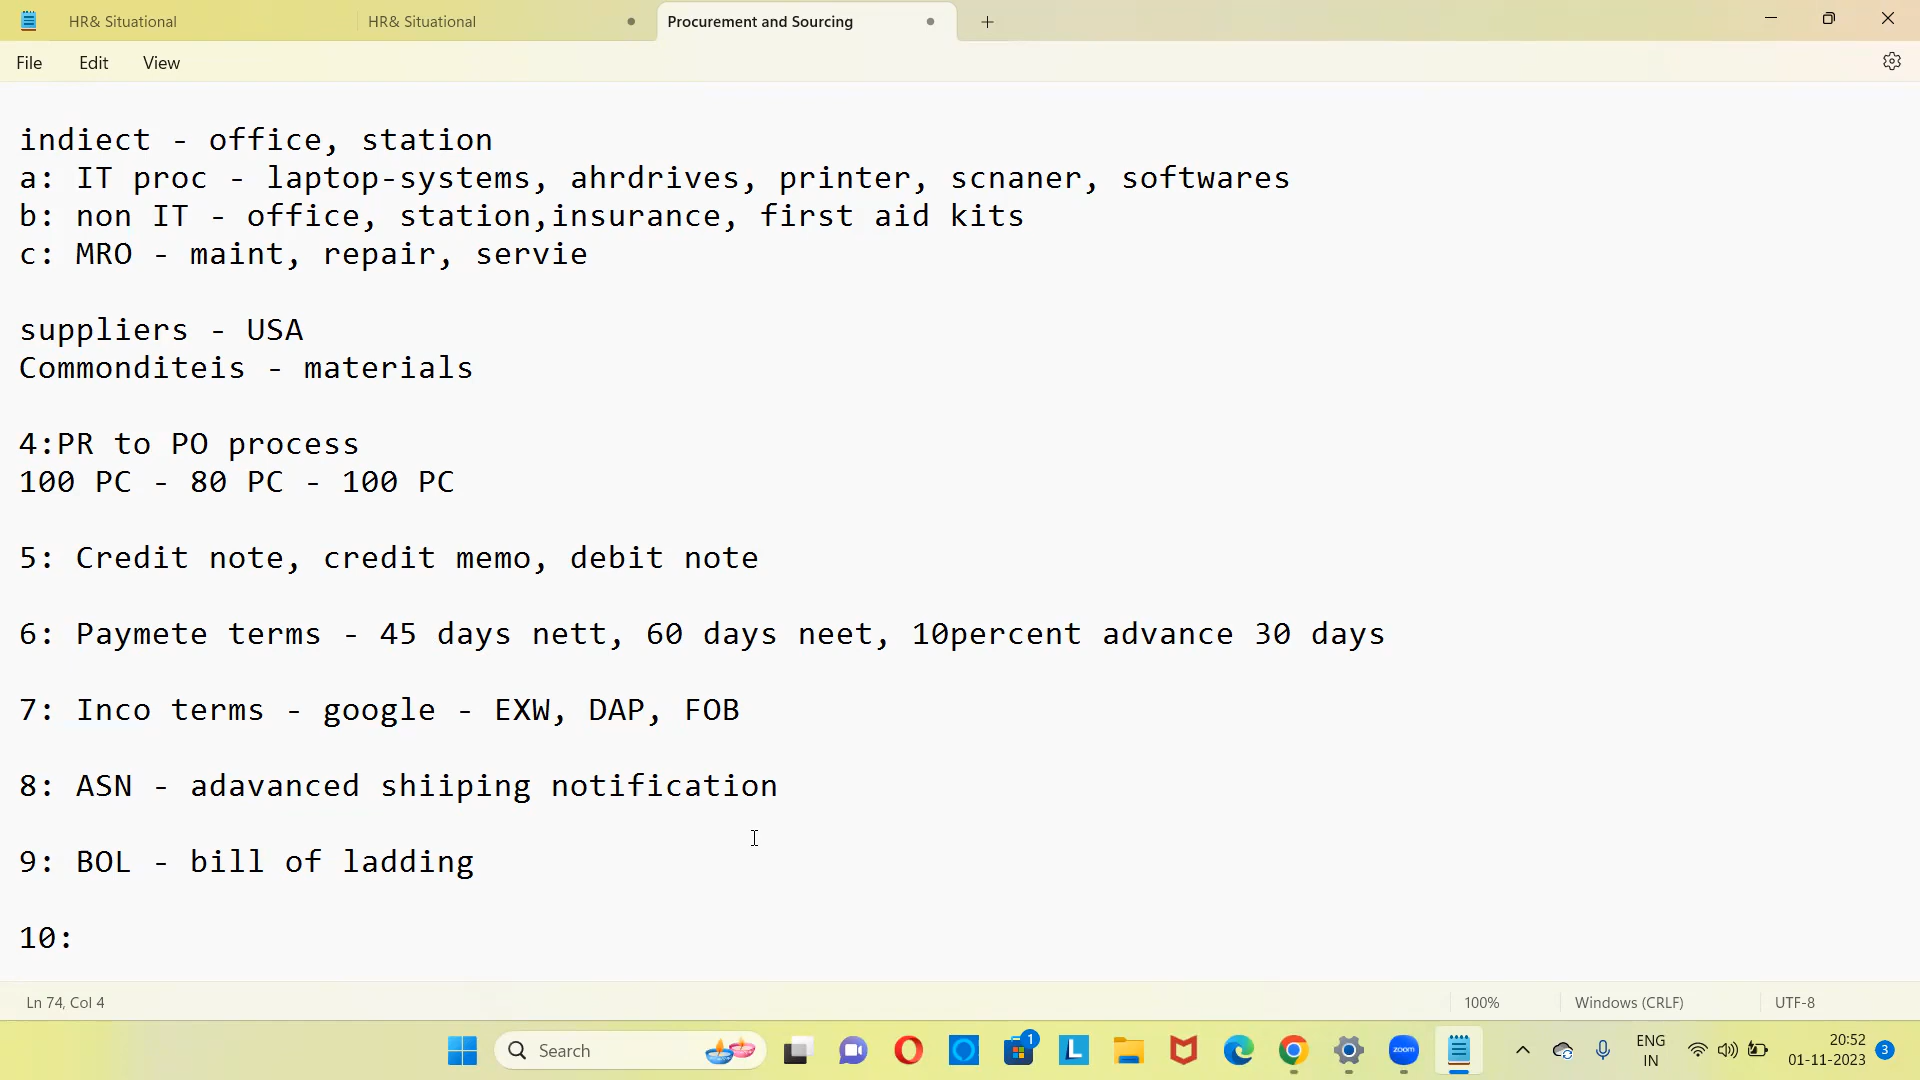 HR& Situational
HR& Situational
Procurement and Sourcing
File
Edit
View
indiect - office, station
a: IT proc - laptop-systems, ahrdrives, printer, scnaner, softwares
b: non IT - office, station,insurance, first aid kits
c: MRO - maint, repair, servie
suppliers - USA
Commonditeis - materials
4:PR to PO process
100 PC - 80 PC - 100 PC
5: Credit note, credit memo, debit note
6: Paymete terms - 45 days nett, 60 days neet, 10percent advance 30 days
7: Inco terms - google - EXW, DAP, FOB
8: ASN - adavanced shiiping notification
9: BOL - bill of ladding
10:
Ln 74, Col 4
100%
Windows (CRLF)
UTF-8
Search
1
L
zoom
ENG
IN
20:52
01-11-2023
3